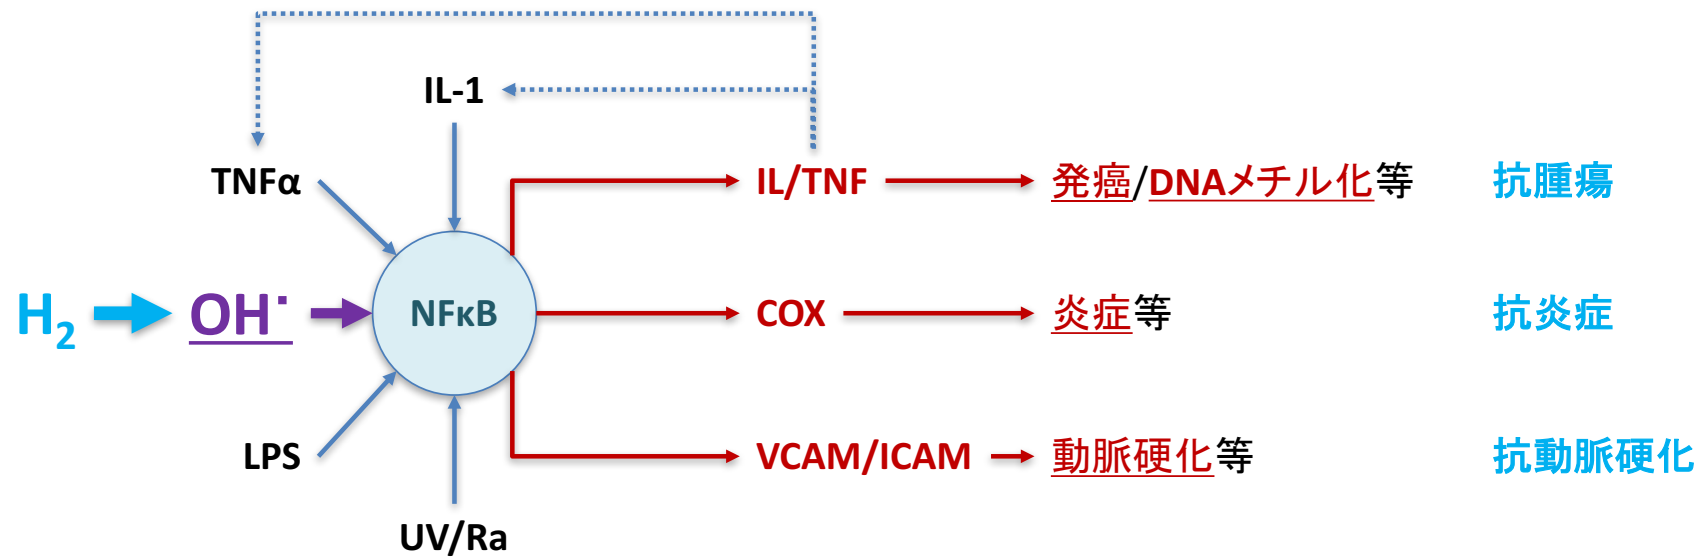 IL-1
TNFα IL/TNF 発癌/DNAメチル化等 抗腫瘍
H₂ OH˙ NFκB COX 炎症等 抗炎症
LPS VCAM/ICAM 動脈硬化等 抗動脈硬化
UV/Ra